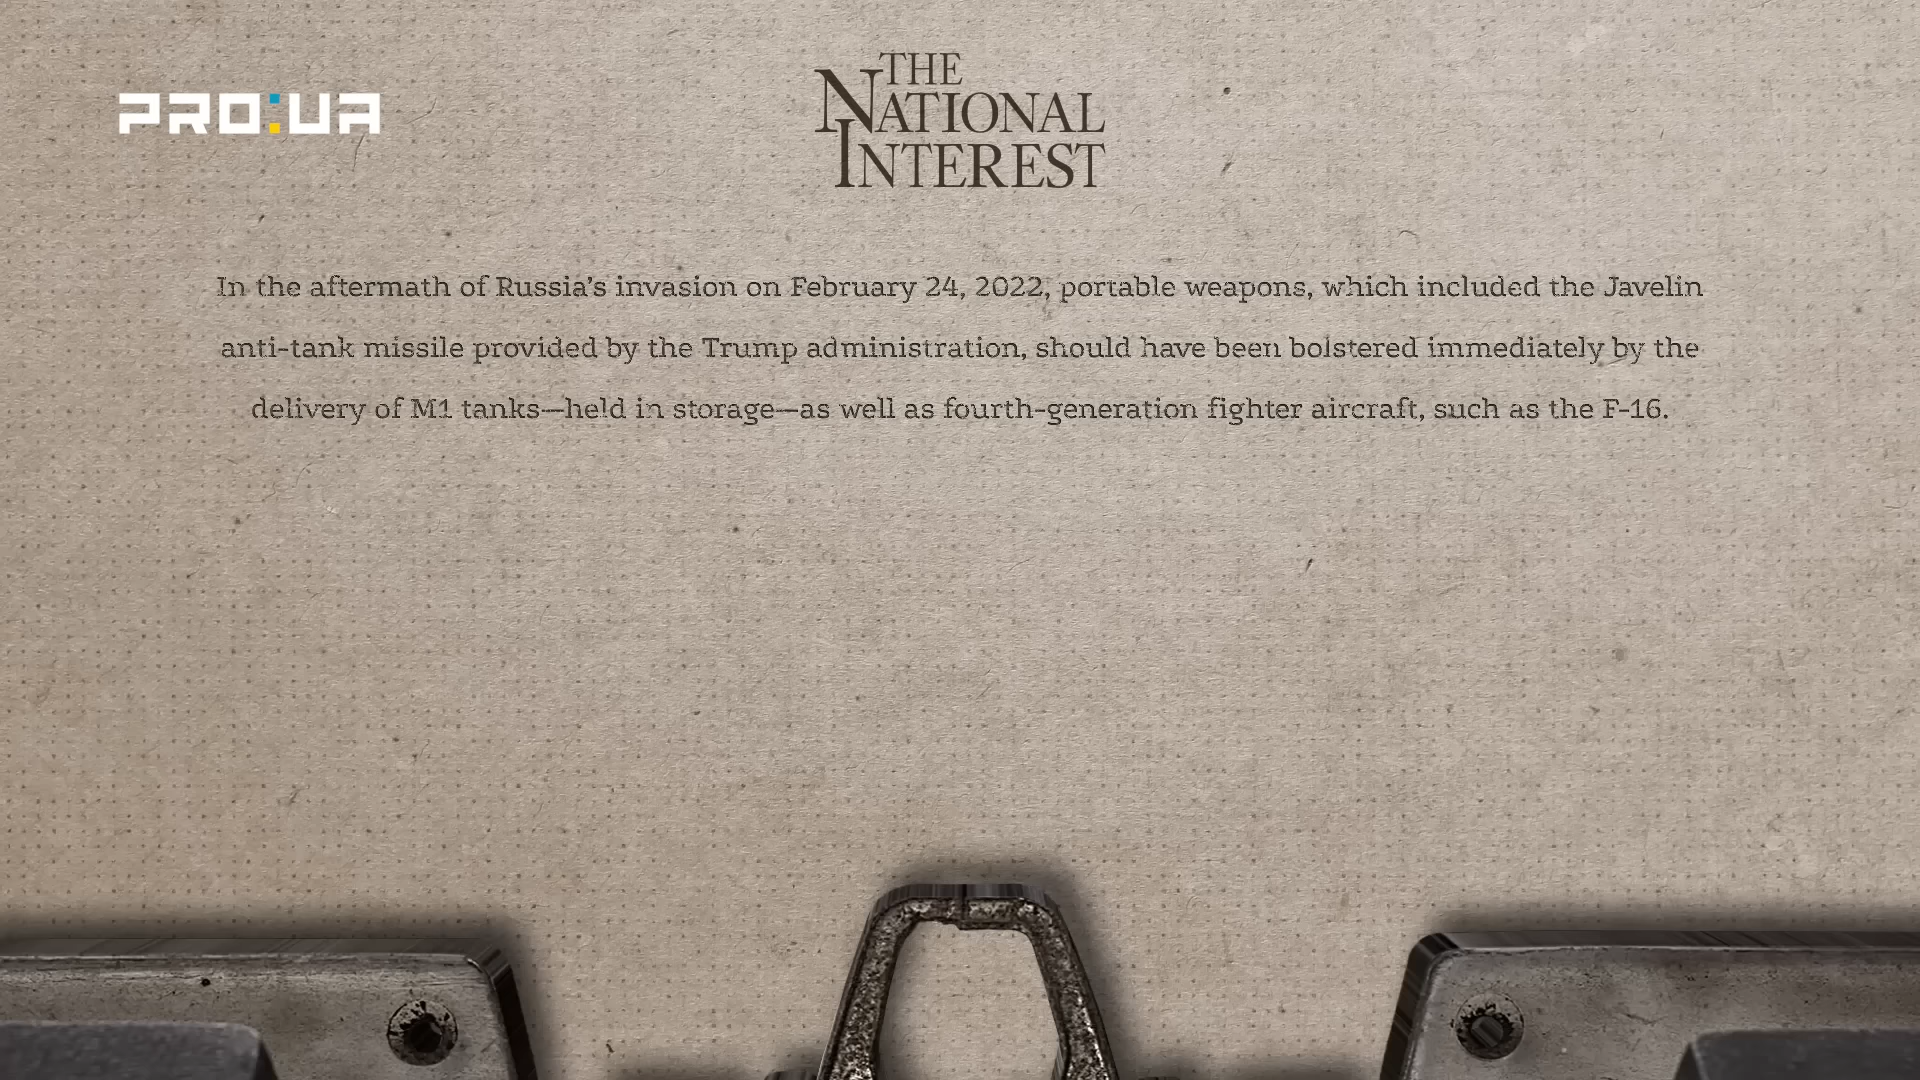 PRO:UA
THE
NATIONAL
INTEREST
In the aftermath of Russia’s invasion on February 24, 2022, portable weapons, which included the Javelin
anti-tank missile provided by the Trump administration, should have been bolstered immediately by the
delivery of M1 tanks—held in storage—as well as fourth-generation fighter aircraft, such as the F-16.